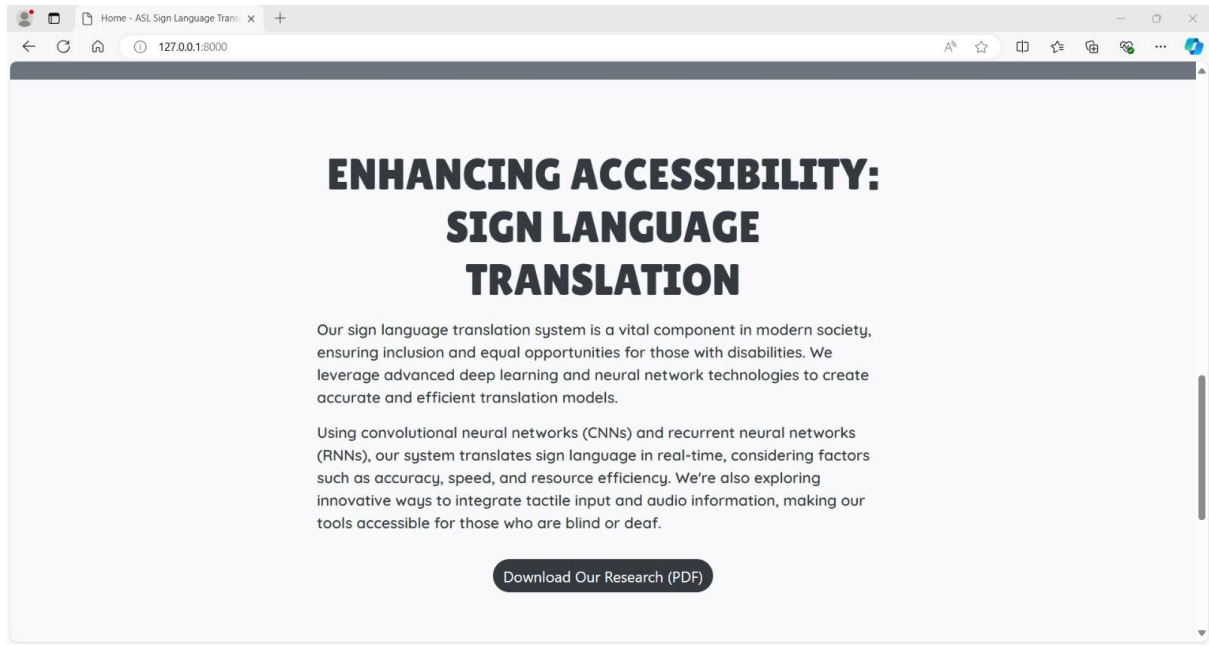 Home - ASL Sign Language Trans
127.0.0.1:8000
ENHANCING ACCESSIBILITY:
SIGN LANGUAGE
TRANSLATION
Our sign language translation system is a vital component in modern society,
ensuring inclusion and equal opportunities for those with disabilities. We
leverage advanced deep learning and neural network technologies to create
accurate and efficient translation models.
Using convolutional neural networks (CNNs) and recurrent neural networks
(RNNs), our system translates sign language in real-time, considering factors
such as accuracy, speed, and resource efficiency. We're also exploring
innovative ways to integrate tactile input and audio information, making our
tools accessible for those who are blind or deaf.
Download Our Research (PDF)